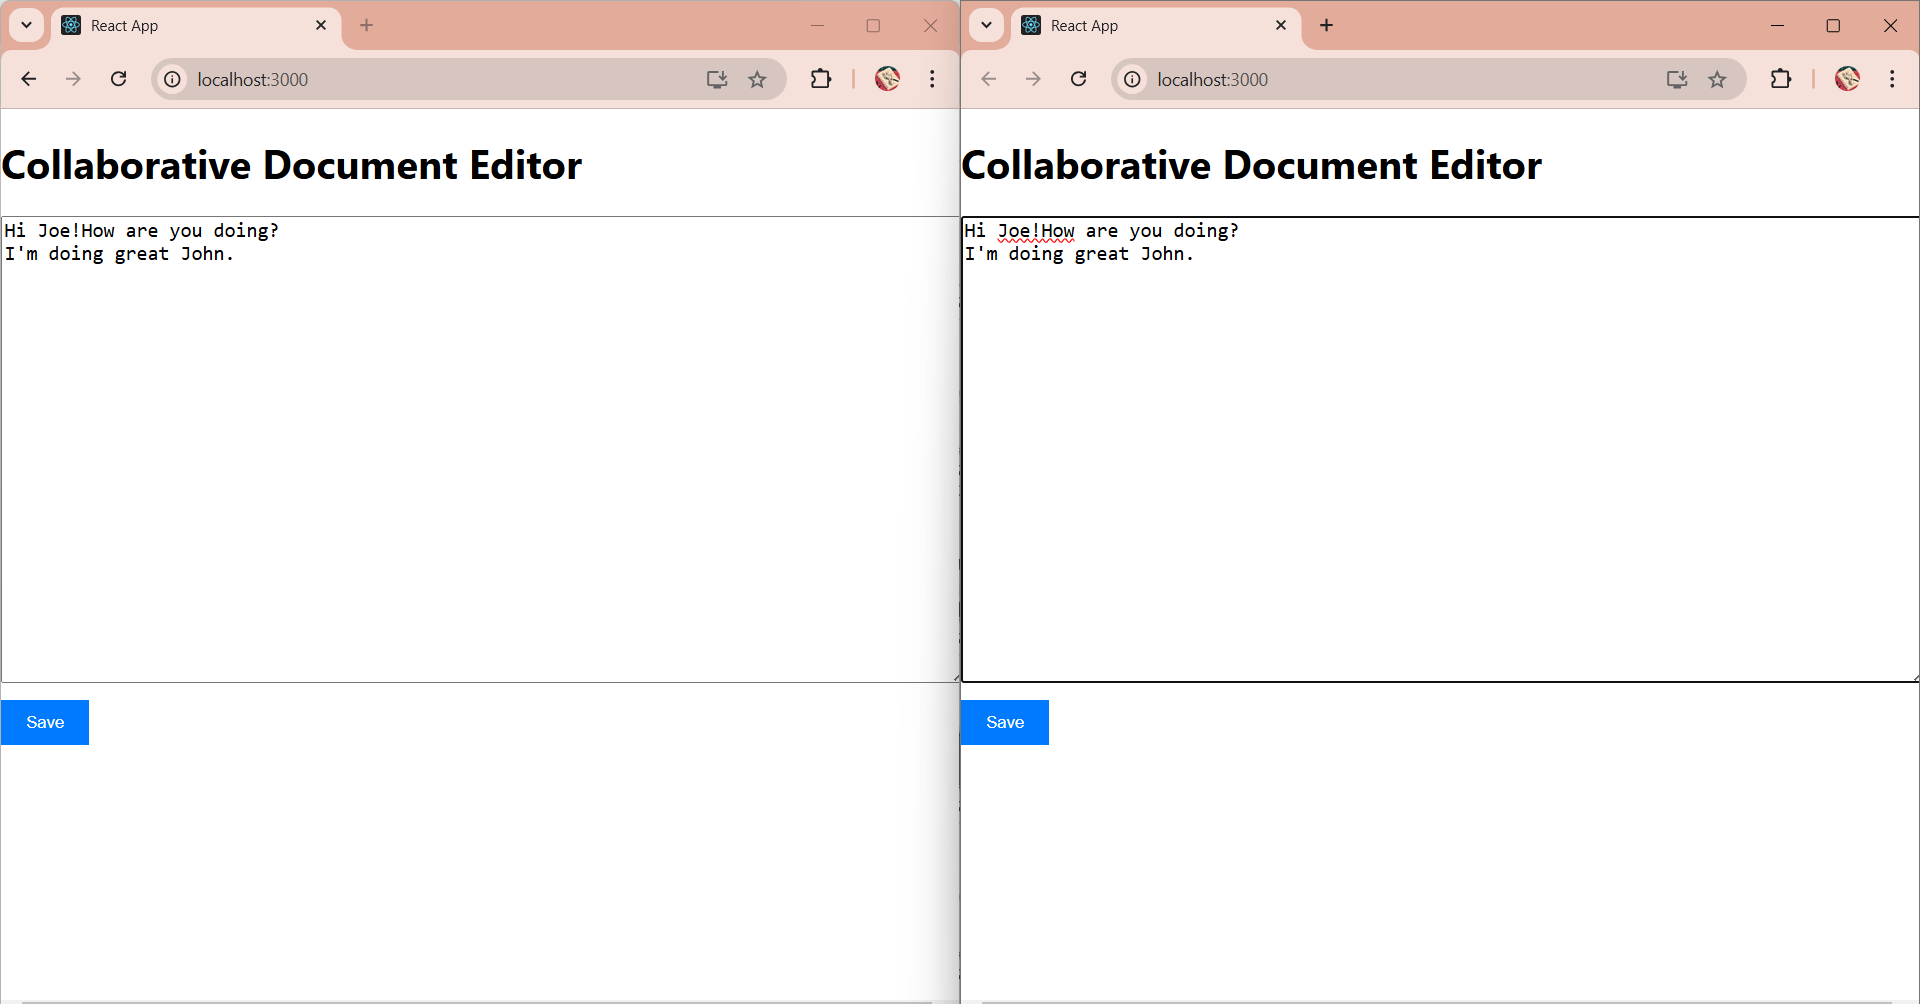 React App
localhost:3000
Collaborative Document Editor
Hi Joe!How are you doing?
I'm doing great John.
Save
React App
localhost:3000
Collaborative Document Editor
Hi Joe!How are you doing?
I'm doing great John.
Save